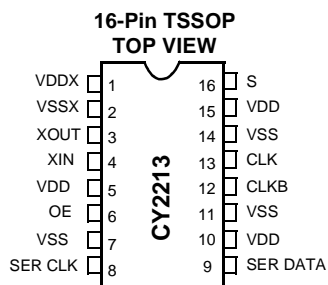 16-Pin TSSOP
TOP VIEW
VDDX 1 16 S
VSSX 2 15 VDD
XOUT 3 14 VSS
XIN 4 13 CLK
VDD 5 12 CLKB
OE 6 11 VSS
VSS 7 10 VDD
SER CLK 8 9 SER DATA
CY2213